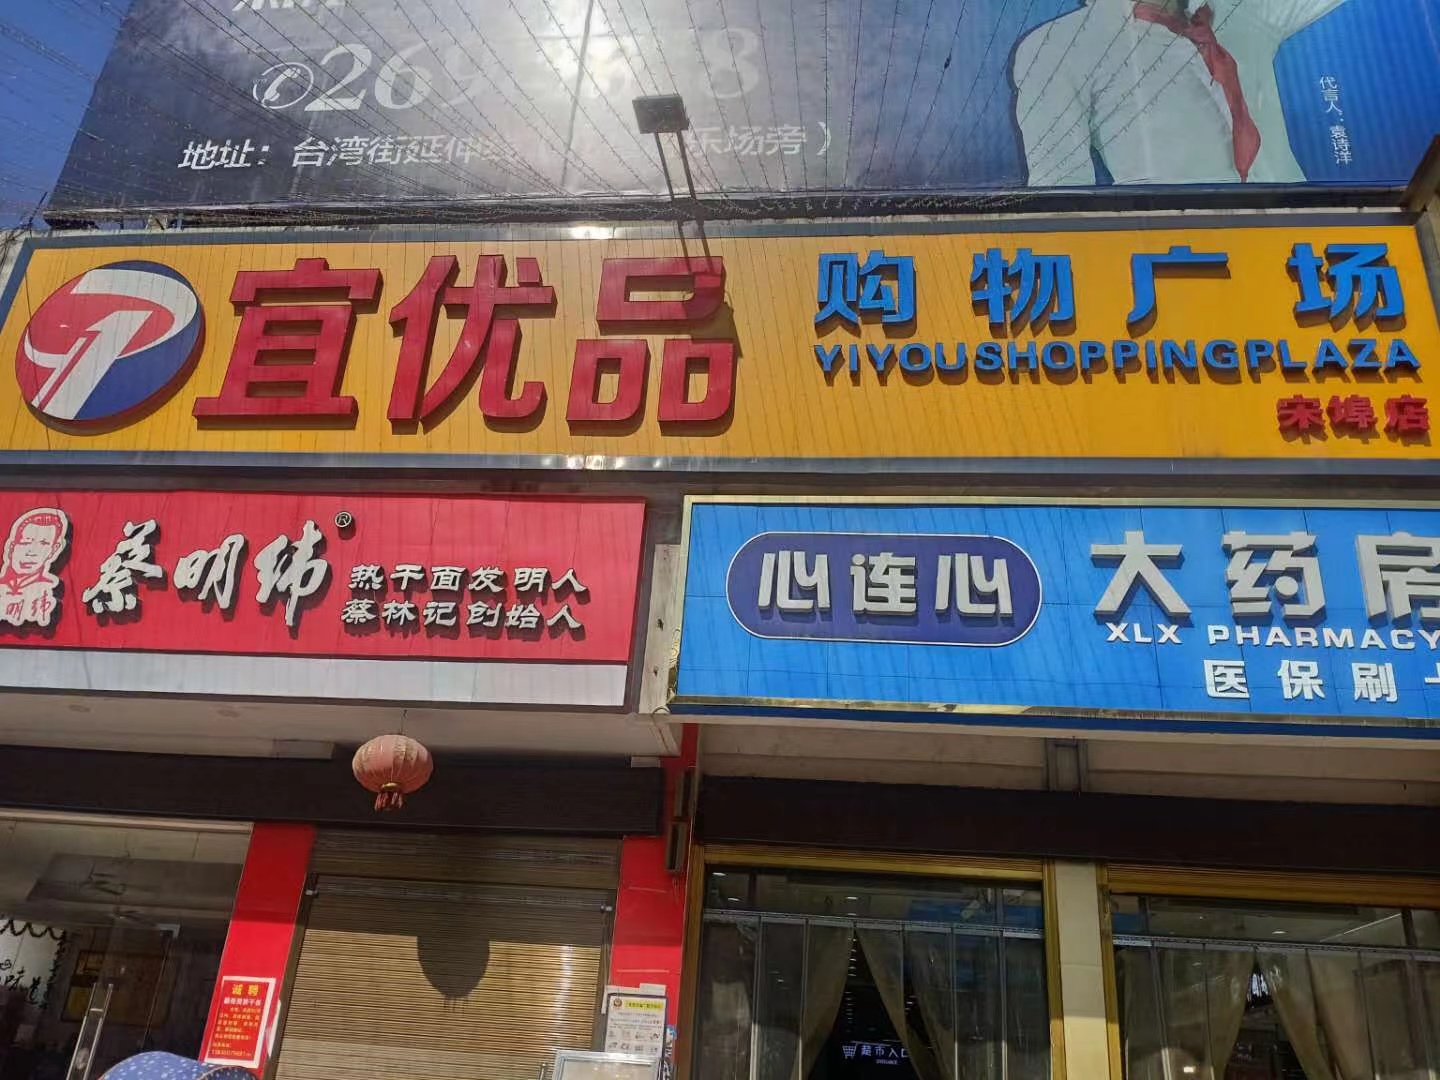 地址：台湾街延伸
乐场旁）
代言人：袁诗洋
宜优品
购物广场
YIYOUSHOPPINGPLAZA
宋埠店
明纬
蔡明纬®
热干面发明人
蔡林记创始人
心连心
大药房
XLX PHARMACY
医保刷
诚聘
超市入口